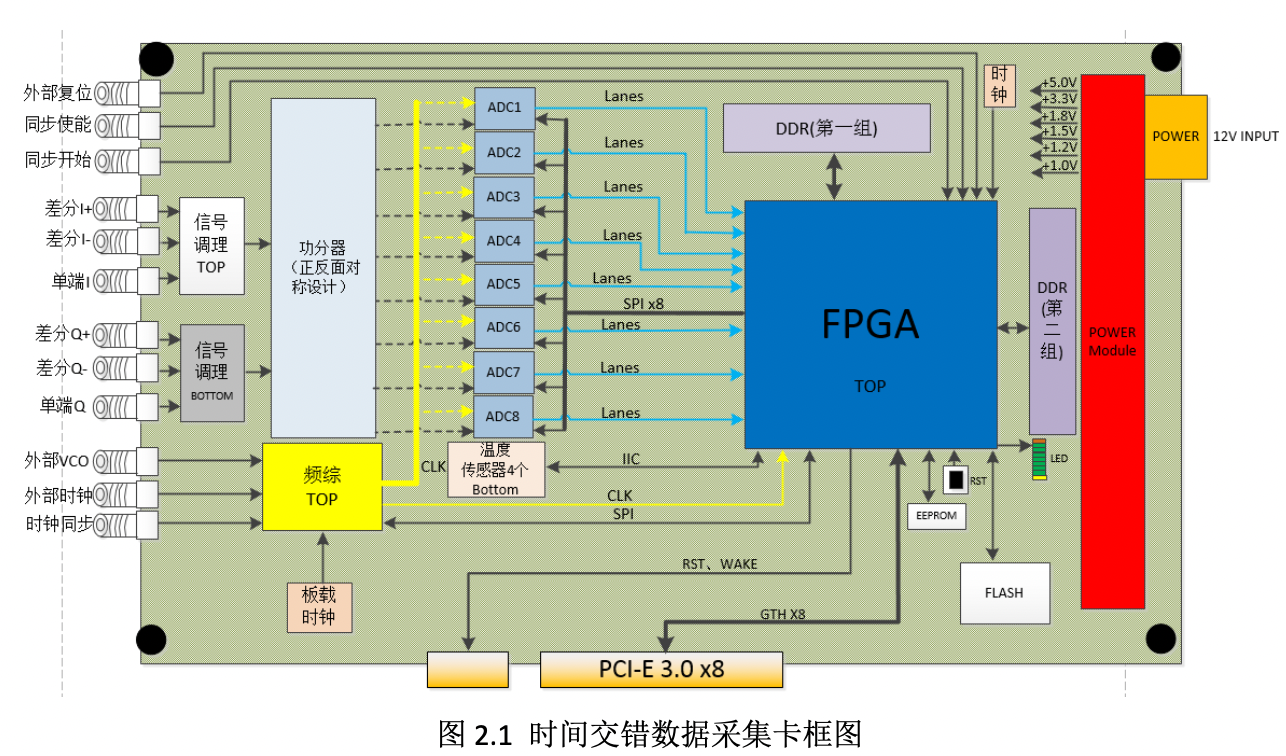 外部复位
同步使能
同步开始
差分I+
差分I-
单端I
差分Q+
差分Q-
单端Q
外部VCO
外部时钟
时钟同步
信号
调理
TOP
信号
调理
BOTTOM
功分器
（正反面对
称设计）
频综
TOP
板载
时钟
ADC1
ADC2
ADC3
ADC4
ADC5
ADC6
ADC7
ADC8
Lanes
Lanes
Lanes
Lanes
Lanes
SPI x8
Lanes
Lanes
Lanes
温度
传感器4个
Bottom
CLK
IIC
CLK
SPI
RST、WAKE
GTH X8
DDR(第一组)
时
钟
FPGA
TOP
DDR
(第
二
组)
+5.0V
+3.3V
+1.8V
+1.5V
+1.2V
+1.0V
POWER
12V INPUT
POWER
Module
LED
RST
EEPROM
FLASH
PCI-E 3.0 x8
图 2.1 时间交错数据采集卡框图